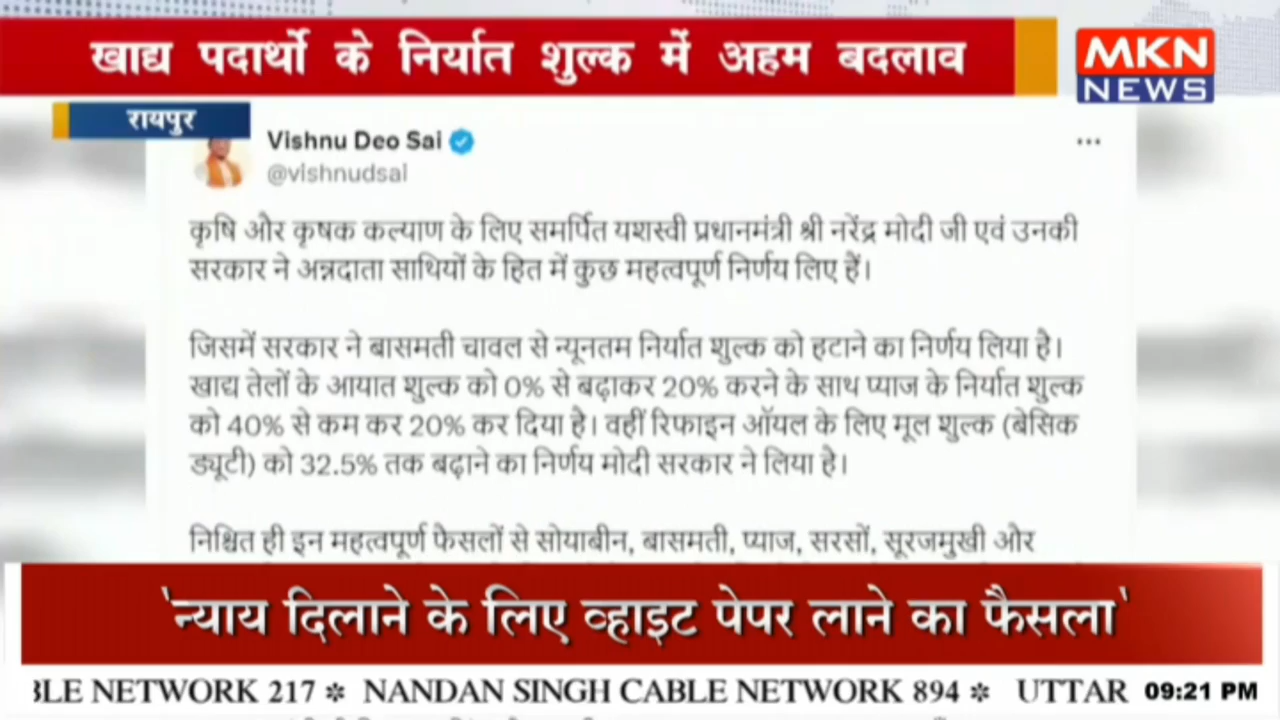 खाद्य पदार्थो के निर्यात शुल्क में अहम बदलाव
MKN
NEWS
रायपुर
Vishnu Deo Sai
@vishnudsai
कृषि और कृषक कल्याण के लिए समर्पित यशस्वी प्रधानमंत्री श्री नरेंद्र मोदी जी एवं उनकी
सरकार ने अन्नदाता साथियों के हित में कुछ महत्वपूर्ण निर्णय लिए हैं।
जिसमें सरकार ने बासमती चावल से न्यूनतम निर्यात शुल्क को हटाने का निर्णय लिया है।
खाद्य तेलों के आयात शुल्क को 0% से बढ़ाकर 20% करने के साथ प्याज के निर्यात शुल्क
को 40% से कम कर 20% कर दिया है। वहीं रिफाइन ऑयल के लिए मूल शुल्क (बेसिक
ड्यूटी) को 32.5% तक बढ़ाने का निर्णय मोदी सरकार ने लिया है।
निश्चित ही इन महत्वपूर्ण फैसलों से सोयाबीन, बासमती, प्याज, सरसों, सूरजमुखी और
'न्याय दिलाने के लिए व्हाइट पेपर लाने का फैसला'
BLE NETWORK 217 * NANDAN SINGH CABLE NETWORK 894 * UTTAR 09:21 PM